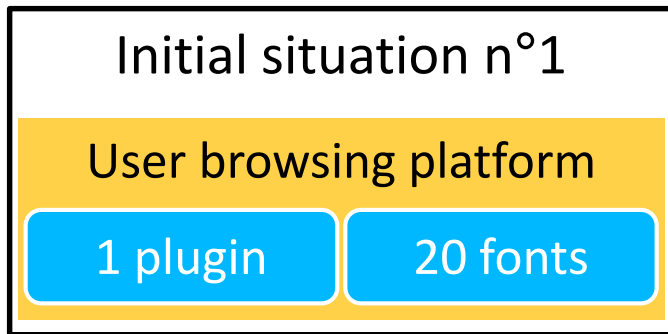 Initial situation n°1
User browsing platform
1 plugin
20 fonts